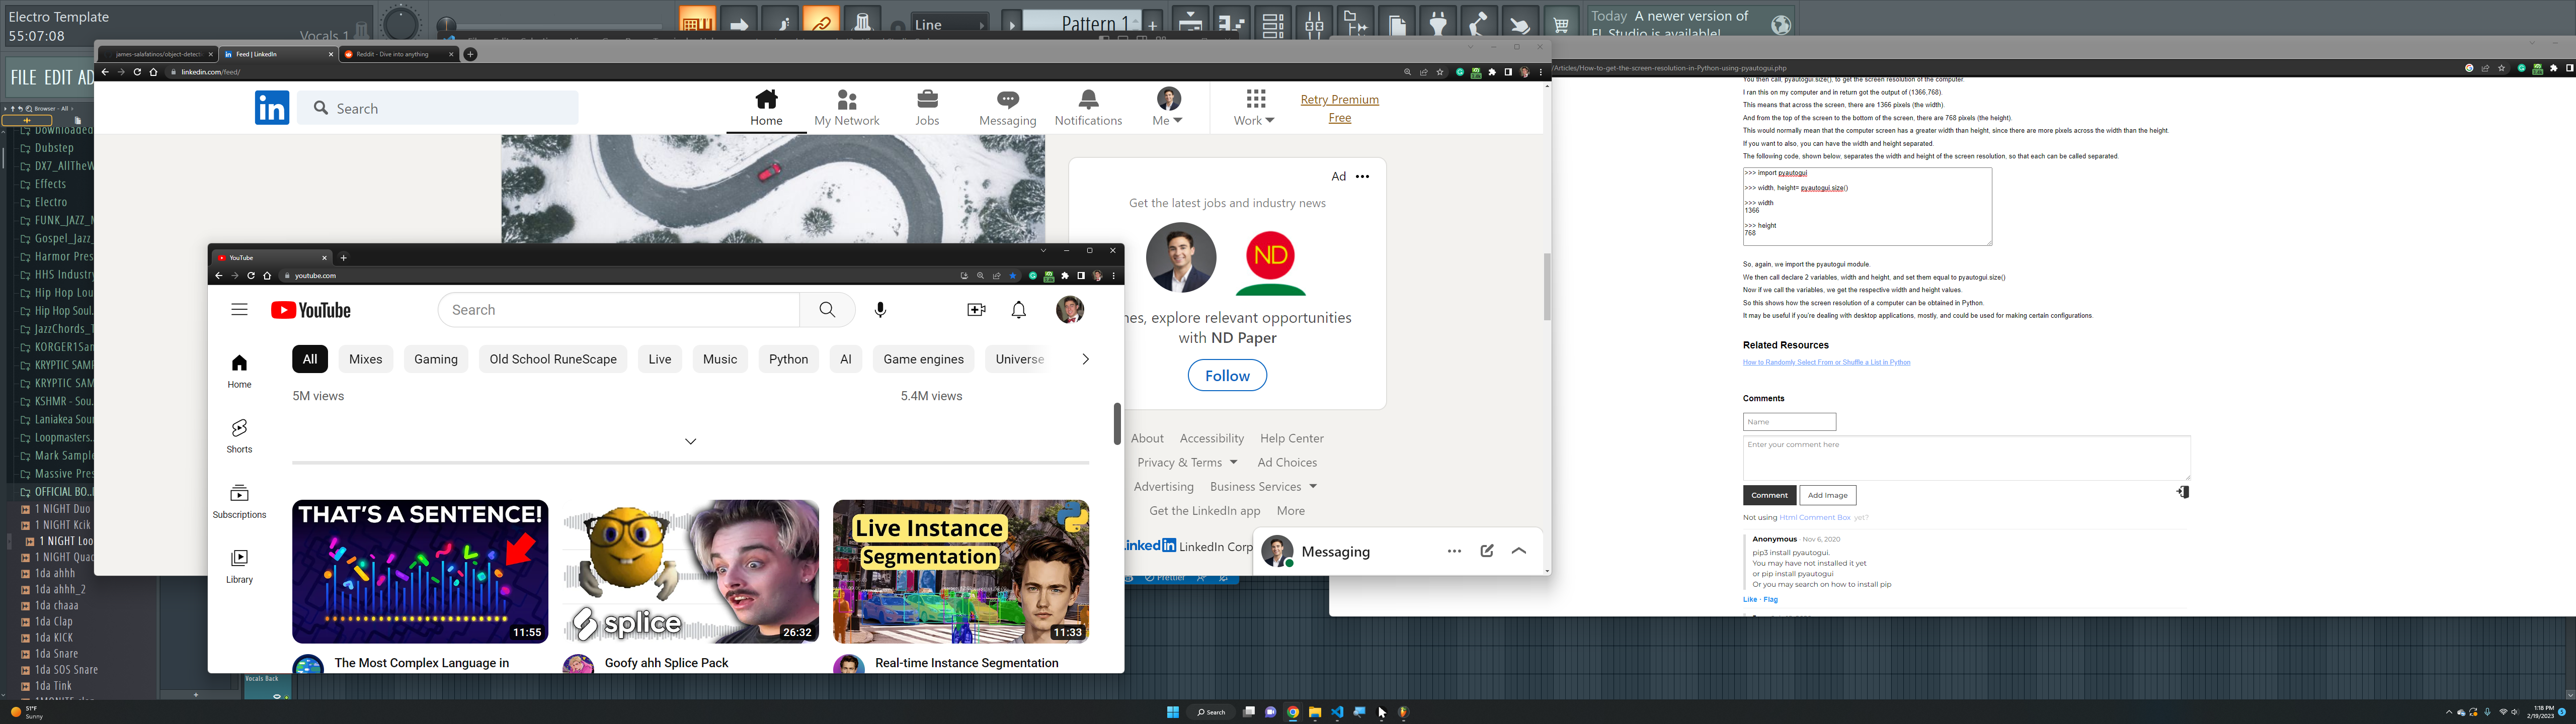 Electro Template
55:07:08
Vocals 1
Line
Pattern 1
Today A newer version of
FL Studio is available!
FILE EDIT AD
Browser - All
Downloaded
Dubstep
DX7_AllTheW
Effects
Electro
FUNK_JAZZ_
Gospel_Jazz_
Harmor Pres
HHS Industry
Hip Hop Lou
Hip Hop Soul.
JazzChords_
KORGER1San
KRYPTIC SAMP
KRYPTIC SAM
KSHMR - Sou.
Laniakea Sour
Loopmasters.
Mark Sample
Massive Pres
OFFICIAL BO..
1 NIGHT Duo
1 NIGHT Kcik
1 NIGHT Loo
1 NIGHT Quad
1da ahhh
1da ahhh_2
1da chaaa
1da Clap
1da KICK
1da Snare
1da SOS Snare
1da Tink
Vocals Back
james-salafatinos/object-detect
Feed | LinkedIn
Reddit - Dive into anything
linkedin.com/feed/
in
Search
Home
My Network
Jobs
Messaging
Notifications
Me
Work
Retry Premium
Free
Ad
Get the latest jobs and industry news
ND
nes, explore relevant opportunities
with ND Paper
Follow
About Accessibility Help Center
Privacy & Terms Ad Choices
Advertising Business Services
Get the LinkedIn app More
Linkedin LinkedIn Corp
Messaging
Prettier
YouTube
youtube.com
YouTube
Search
All
Mixes
Gaming
Old School RuneScape
Live
Music
Python
AI
Game engines
Universe
Home
Shorts
Subscriptions
Library
5M views
5.4M views
THAT'S A SENTENCE!
11:55
splice
26:32
Live Instance
Segmentation
11:33
The Most Complex Language in
Goofy ahh Splice Pack
Real-time Instance Segmentation
/Articles/How-to-get-the-screen-resolution-in-Python-using-pyautogui.php
You then call, pyautogui.size(), to get the screen resolution of the computer.
I ran this on my computer and in return got the output of (1366,768).
This means that across the screen, there are 1366 pixels (the width).
And from the top of the screen to the bottom of the screen, there are 768 pixels (the height).
This would normally mean that the computer screen has a greater width than height, since there are more pixels across the width than the height.
If you want to also, you can have the width and height separated.
The following code, shown below, separates the width and height of the screen resolution, so that each can be called separated.
>>> import pyautogui
>>> width, height= pyautogui.size()
>>> width
1366
>>> height
768
So, again, we import the pyautogui module.
We then call declare 2 variables, width and height, and set them equal to pyautogui.size()
Now if we call the variables, we get the respective width and height values.
So this shows how the screen resolution of a computer can be obtained in Python.
It may be useful if you're dealing with desktop applications, mostly, and could be used for making certain configurations.
Related Resources
How to Randomly Select From or Shuffle a List in Python
Comments
Name
Enter your comment here
Comment
Add Image
Not using Html Comment Box yet?
Anonymous · Nov 6, 2020
pip3 install pyautogui.
You may have not installed it yet
or pip install pyautogui
Or you may search on how to install pip
Like · Flag
51°F
Sunny
Search
1:18 PM
2/19/2023